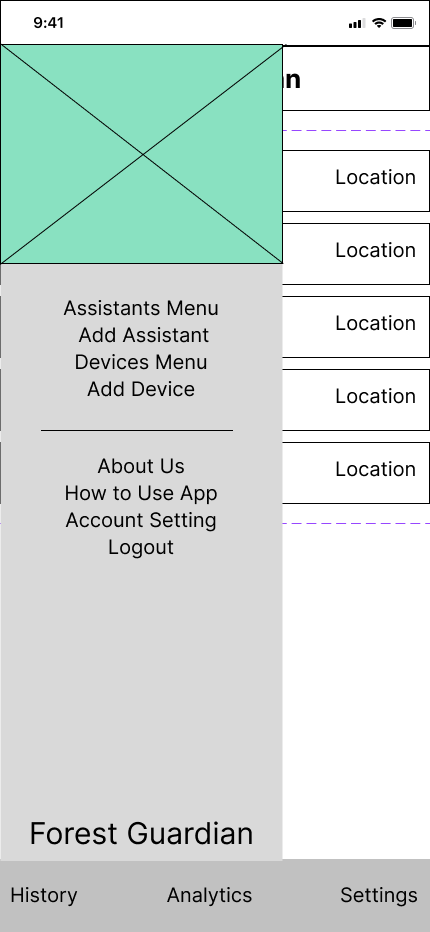 9:41
Assistants Menu
Add Assistant
Devices Menu
Add Device
About Us
How to Use App
Account Setting
Logout
Forest Guardian
Location
Location
Location
Location
Location
History Analytics Settings